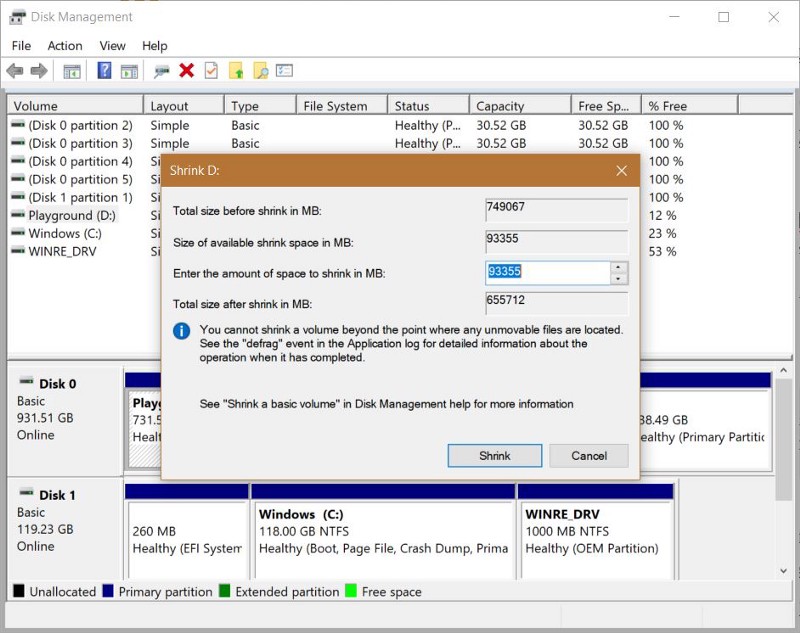 Disk Management
File Action View Help
Volume Layout Type File System Status Capacity Free Sp... % Free
(Disk 0 partition 2) Simple Basic Healthy (P... 30.52 GB 30.52 GB 100 %
(Disk 0 partition 3) Simple Basic Healthy (P... 30.52 GB 30.52 GB 100 %
(Disk 0 partition 4) Si 100 %
(Disk 0 partition 5) Si 100 %
(Disk 1 partition 1) Si 100 %
Playground (D:) Si 12 %
Windows (C:) Si 23 %
WINRE_DRV Si 53 %
Shrink D:
Total size before shrink in MB: 749067
Size of available shrink space in MB: 93355
Enter the amount of space to shrink in MB: 93355
Total size after shrink in MB: 655712
You cannot shrink a volume beyond the point where any unmovable files are located.
See the "defrag" event in the Application log for detailed information about the
operation when it has completed.
See "Shrink a basic volume" in Disk Management help for more information
Shrink Cancel
Disk 0
Basic
931.51 GB
Online
Playg
731.5
Healt
38.49 GB
ealthy (Primary Partitic
Disk 1
Basic
119.23 GB
Online
260 MB
Healthy (EFI System
Windows (C:)
118.00 GB NTFS
Healthy (Boot, Page File, Crash Dump, Prima
WINRE_DRV
1000 MB NTFS
Healthy (OEM Partition)
Unallocated Primary partition Extended partition Free space